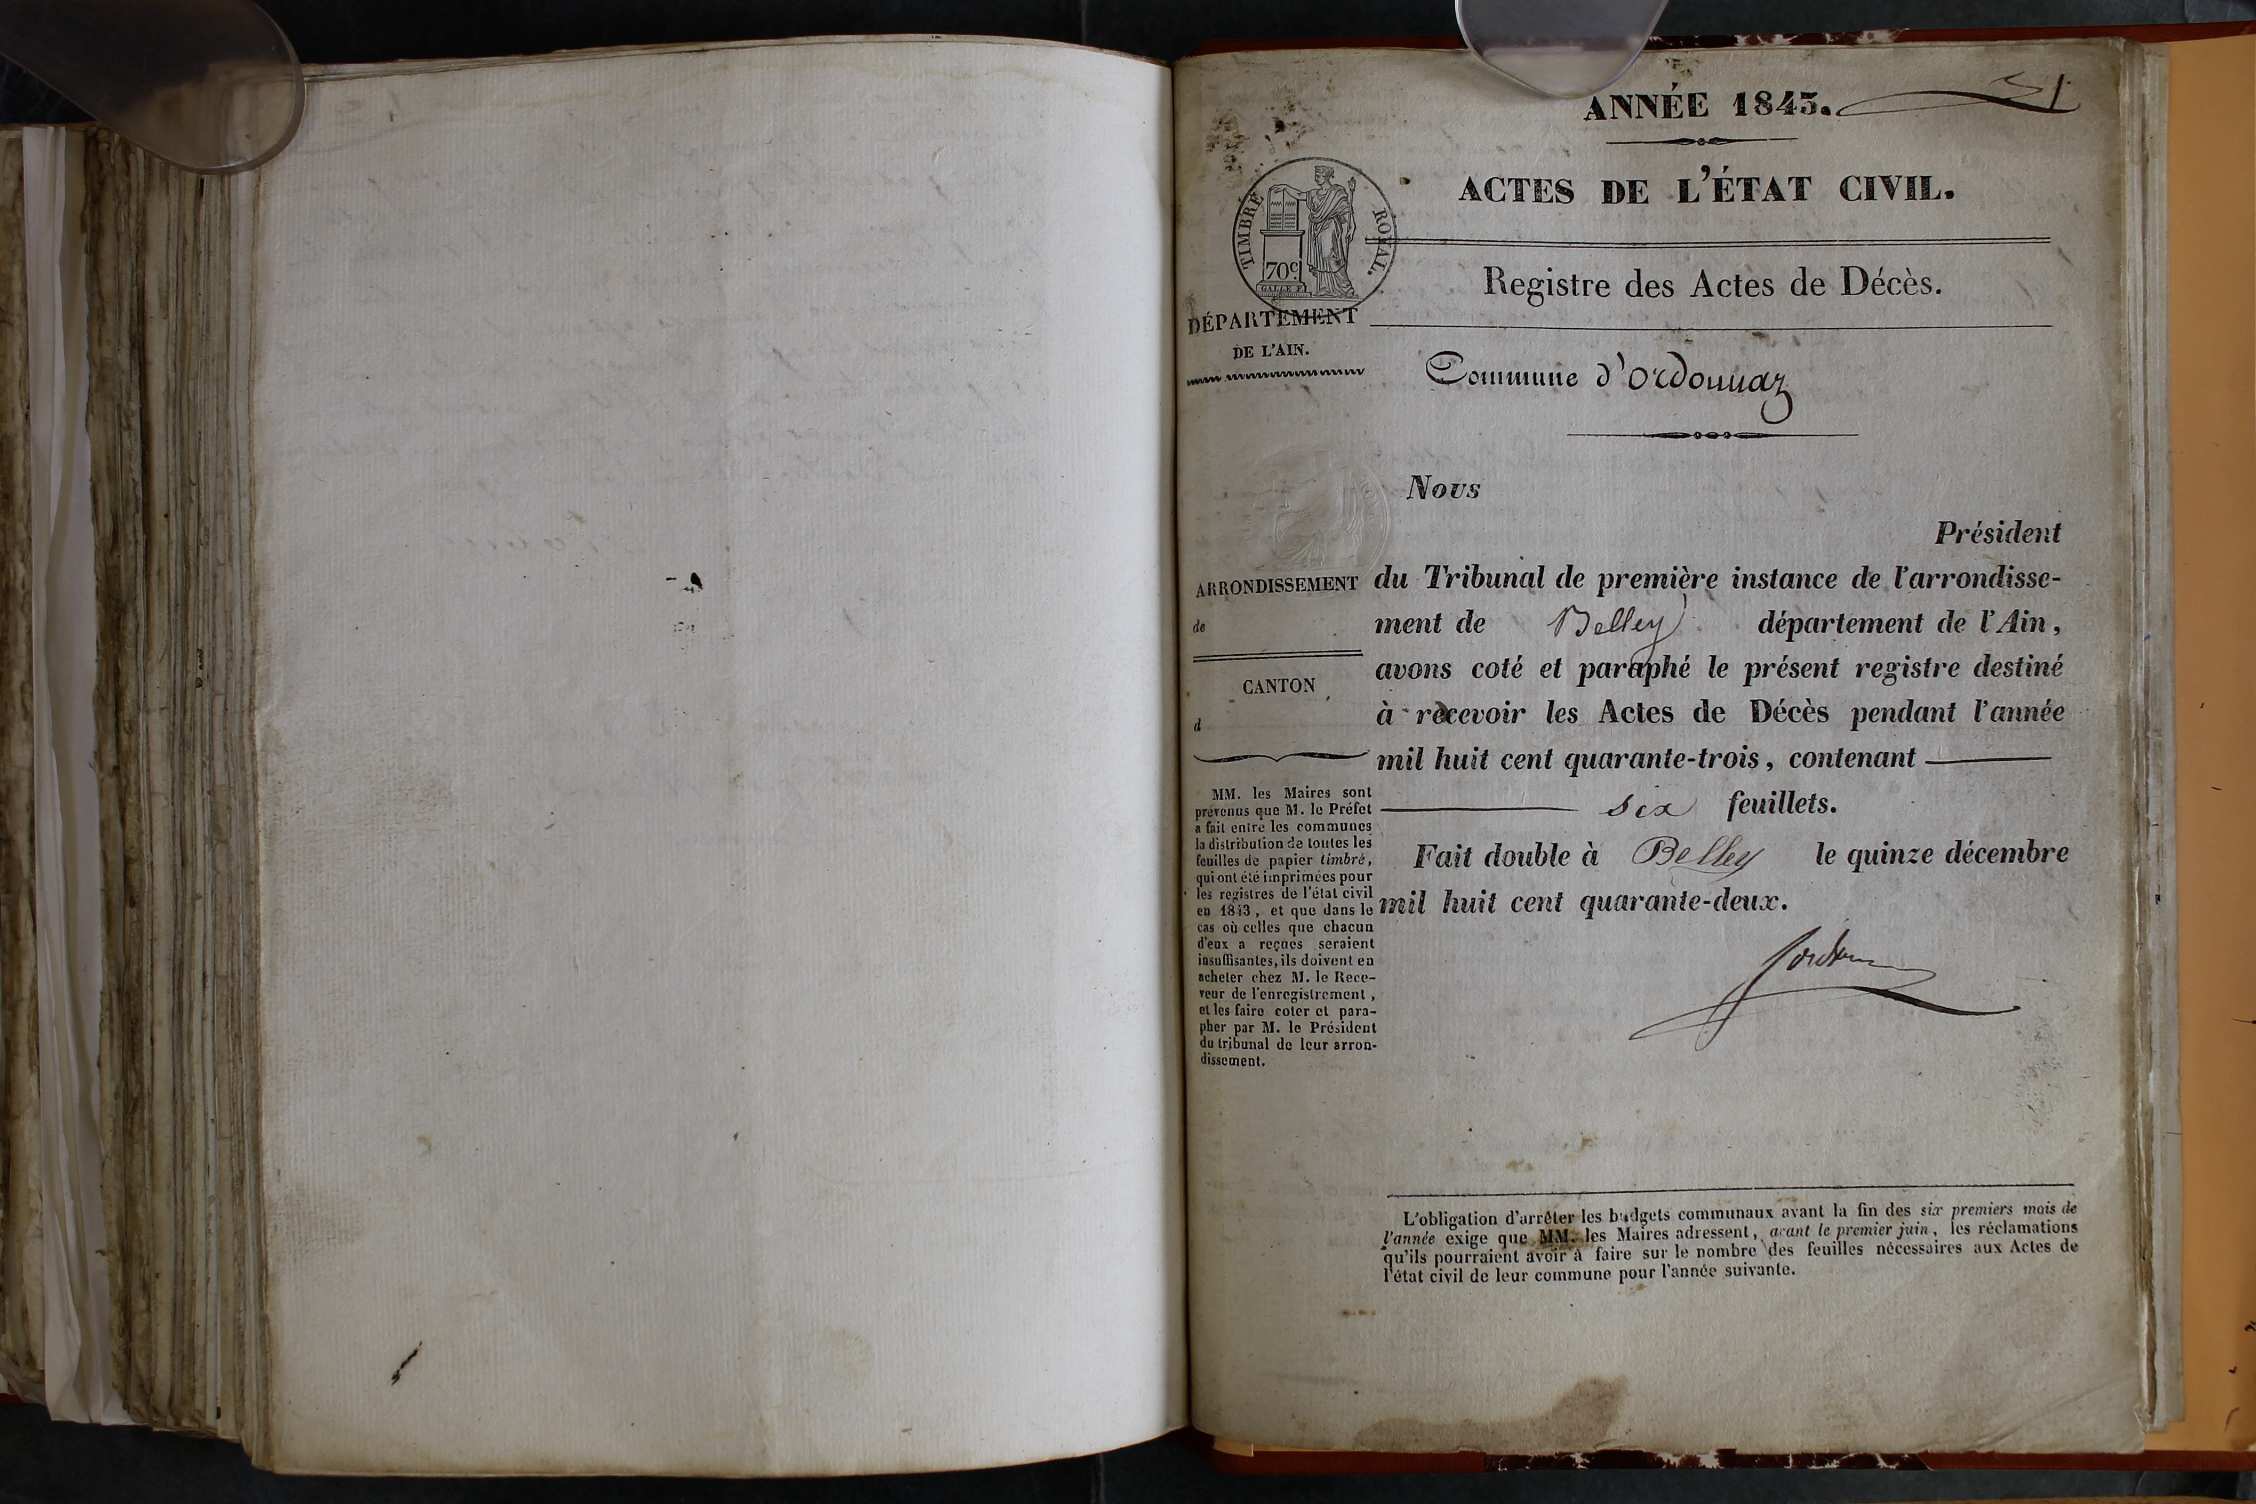 ANNÉE 1843.
ACTES DE L'ÉTAT CIVIL.
TIMBRE ROYAL.
70c.
GALLE F.
Registre des Actes de Décès.
DÉPARTEMENT
DE L'AIN.
Commune d'Ordonnaz
Nous
Président
ARRONDISSEMENT
de
CANTON
d
du Tribunal de première instance de l'arrondisse-
ment de Belley département de l'Ain,
avons coté et paraphé le présent registre destiné
à recevoir les Actes de Décès pendant l'année
mil huit cent quarante-trois, contenant
six feuillets.
Fait double à Belley le quinze décembre
mil huit cent quarante-deux.
MM. les Maires sont
prévenus que M. le Préfet
a fait entre les communes
la distribution de toutes les
feuilles de papier timbré,
qui ont été imprimées pour
les registres de l'état civil
en 1843, et que dans le
cas où celles que chacun
d'eux a reçues seraient
insuffisantes, ils doivent en
acheter chez M. le Rece-
veur de l'enregistrement,
et les faire coter et para-
pher par M. le Président
du tribunal de leur arron-
dissement.
L'obligation d'arrêter les budgets communaux avant la fin des six premiers mois de
l'année exige que MM. les Maires adressent, avant le premier juin, les réclamations
qu'ils pourraient avoir à faire sur le nombre des feuilles nécessaires aux Actes de
l'état civil de leur commune pour l'année suivante.